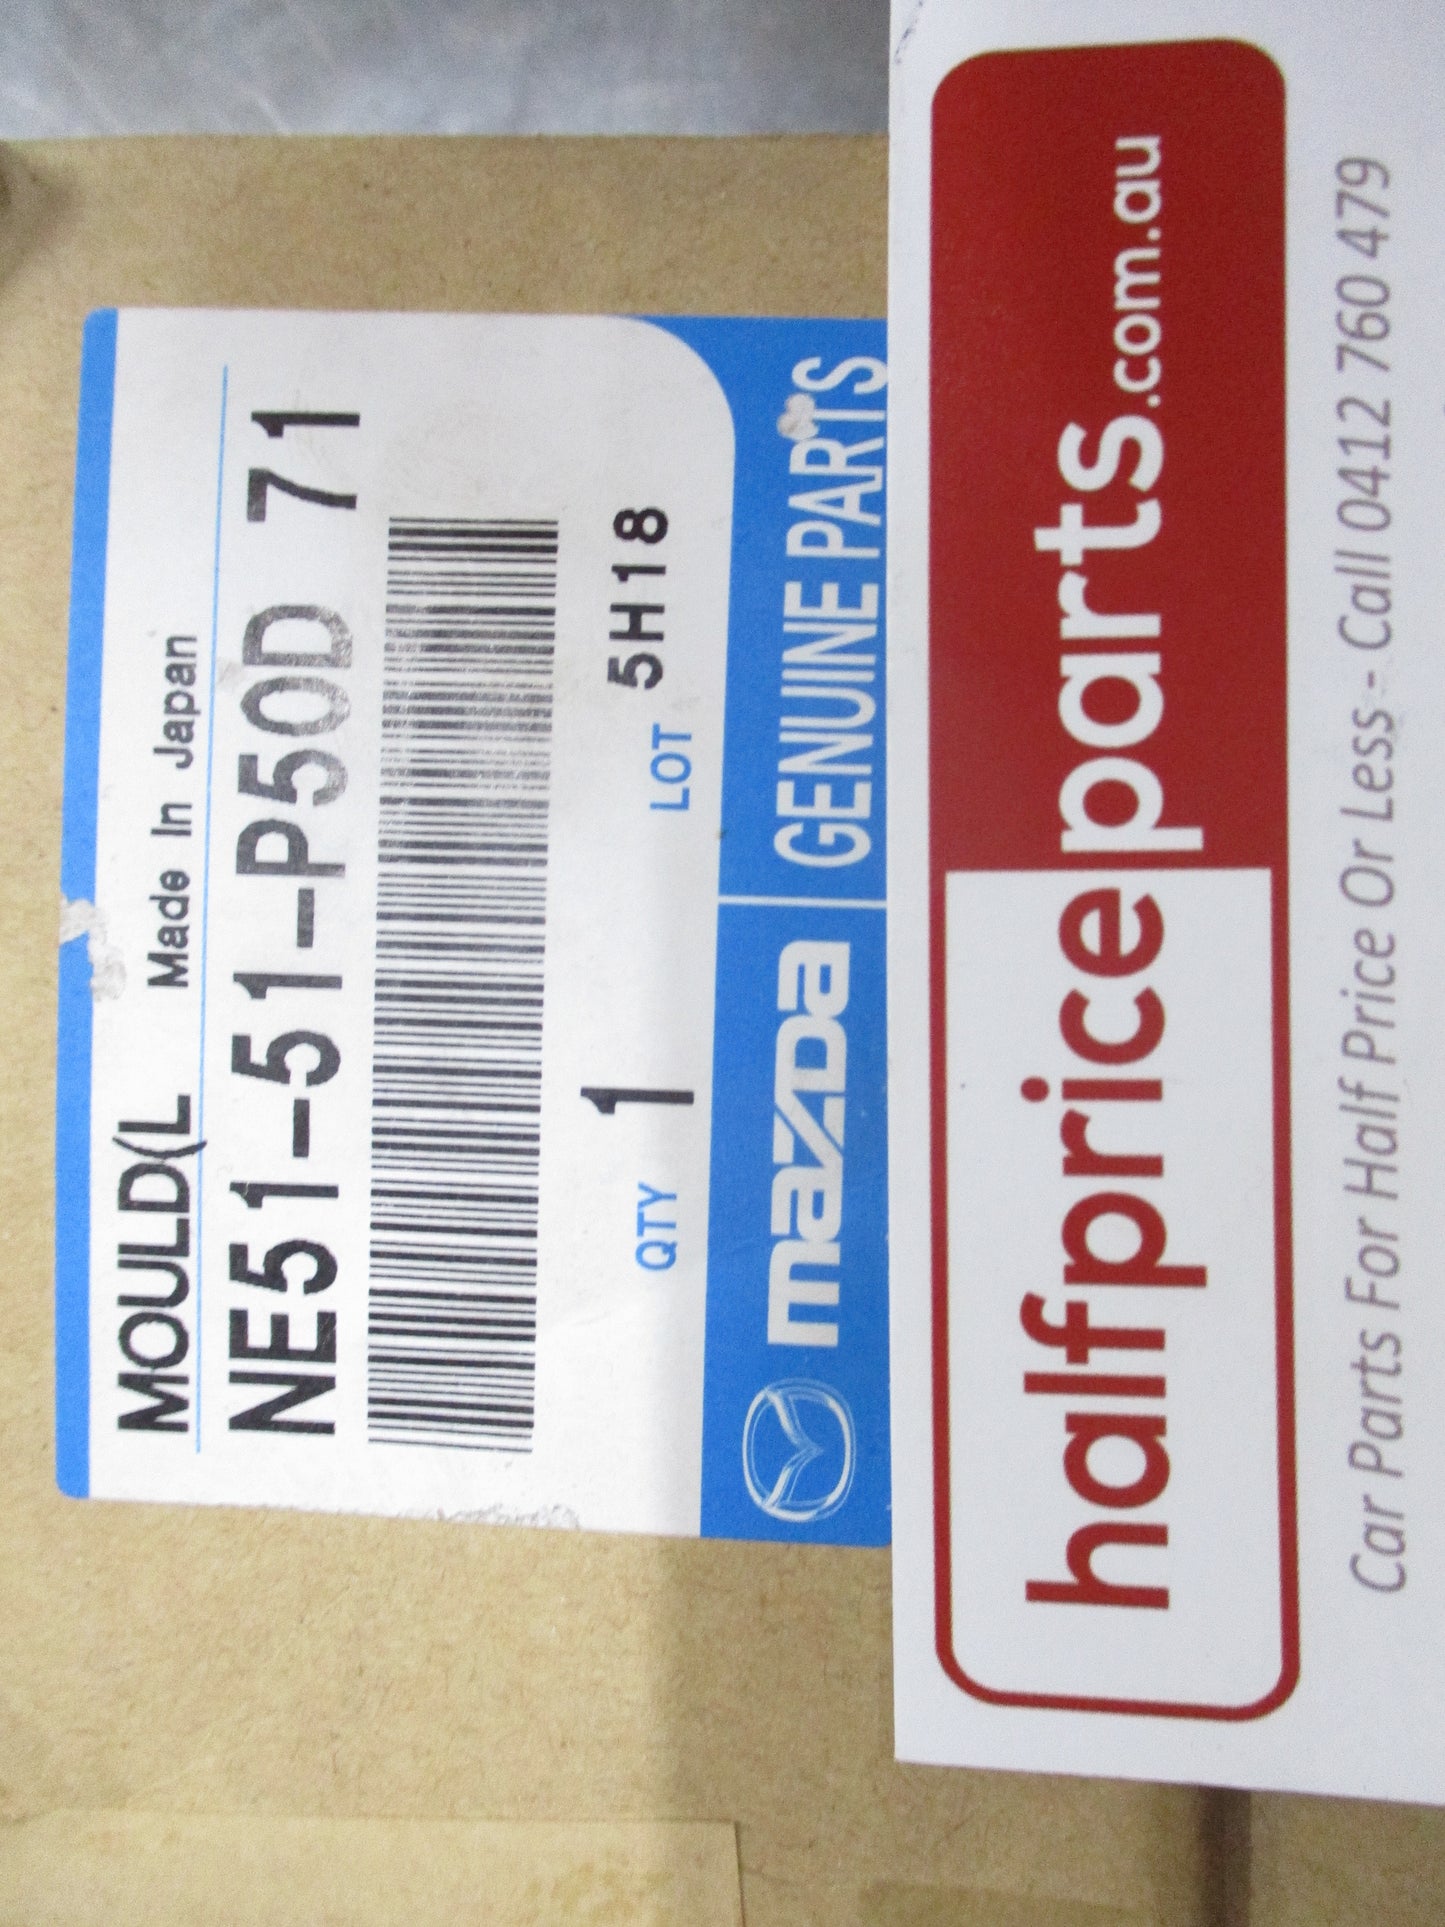 MOULD(L Made In Japan
NE51-51-P50D 71
QTY 1 LOT 5H18
mazda GENUINE PARTS
halfpriceparts.com.au
Car Parts For Half Price Or Less - Call 0412 760 479